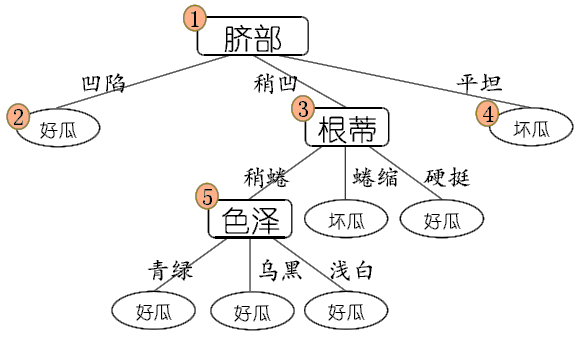 1
脐部
凹陷 稍凹 平坦
2 好瓜
3 根蒂
4 坏瓜
稍蜷 蜷缩 硬挺
5 色泽
坏瓜
好瓜
青绿 乌黑 浅白
好瓜 好瓜 好瓜